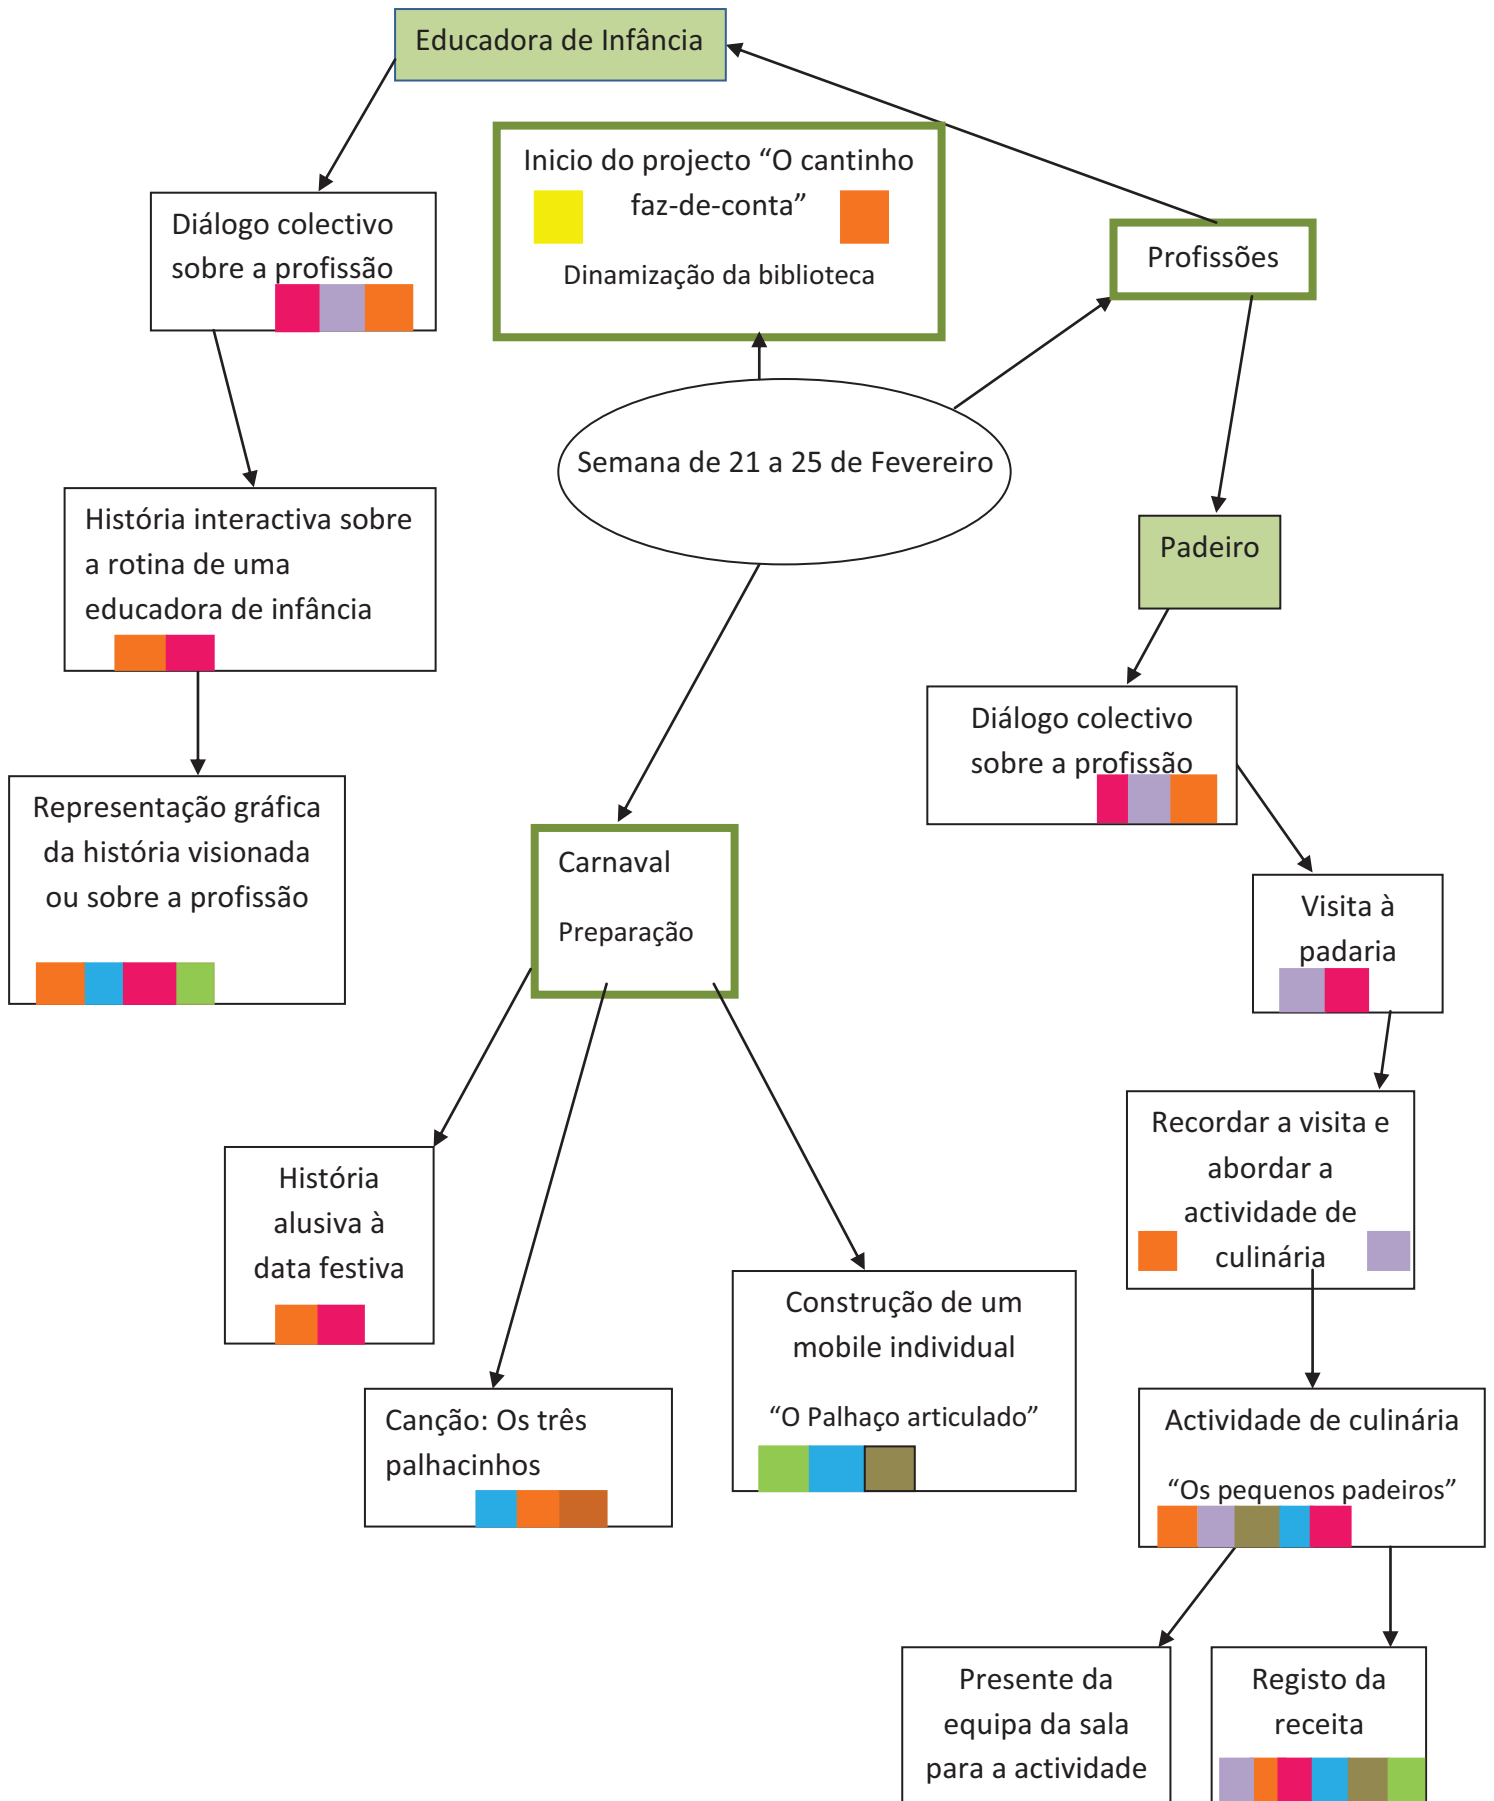 Educadora de Infância
Inicio do projecto “O cantinho
faz-de-conta”
Dinamização da biblioteca
Diálogo colectivo
sobre a profissão
Profissões
Semana de 21 a 25 de Fevereiro
História interactiva sobre
a rotina de uma
educadora de infância
Padeiro
Diálogo colectivo
sobre a profissão
Representação gráfica
da história visionada
ou sobre a profissão
Carnaval
Preparação
Visita à
padaria
Recordar a visita e
abordar a
actividade de
culinária
História
alusiva à
data festiva
Construção de um
mobile individual
“O Palhaço articulado”
Canção: Os três
palhacinhos
Actividade de culinária
“Os pequenos padeiros”
Presente da
equipa da sala
para a actividade
Registo da
receita